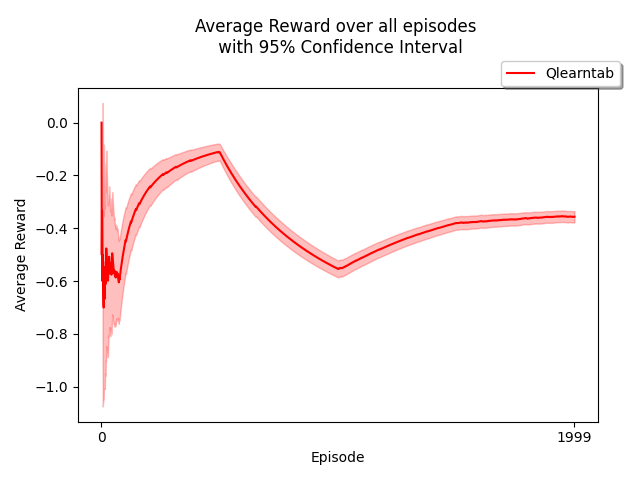 Average Reward over all episodes
with 95% Confidence Interval
Qlearntab
0.0
−0.2
−0.4
−0.6
−0.8
−1.0
Average Reward
0
1999
Episode